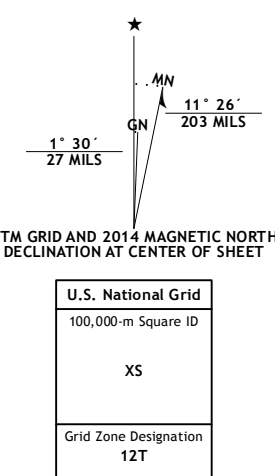 ★
MN
GN
11° 26´
203 MILS
1° 30´
27 MILS
TM GRID AND 2014 MAGNETIC NORTH
DECLINATION AT CENTER OF SHEET
U.S. National Grid
100,000-m Square ID
XS
Grid Zone Designation
12T